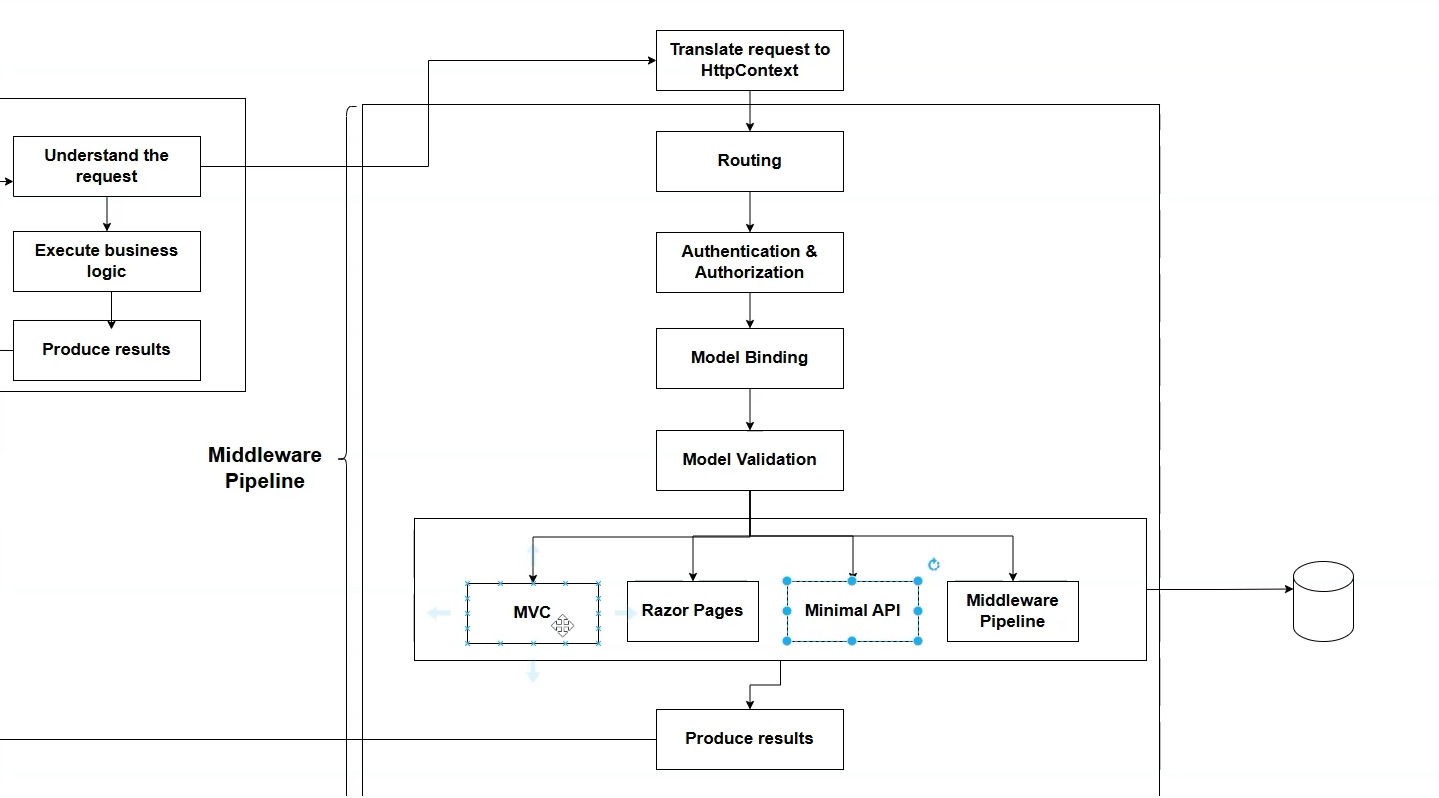 Translate request to
HttpContext
Understand the
request
Routing
Execute business
logic
Authentication &
Authorization
Produce results
Model Binding
Middleware
Pipeline
Model Validation
MVC
Razor Pages
Minimal API
Middleware
Pipeline
Produce results